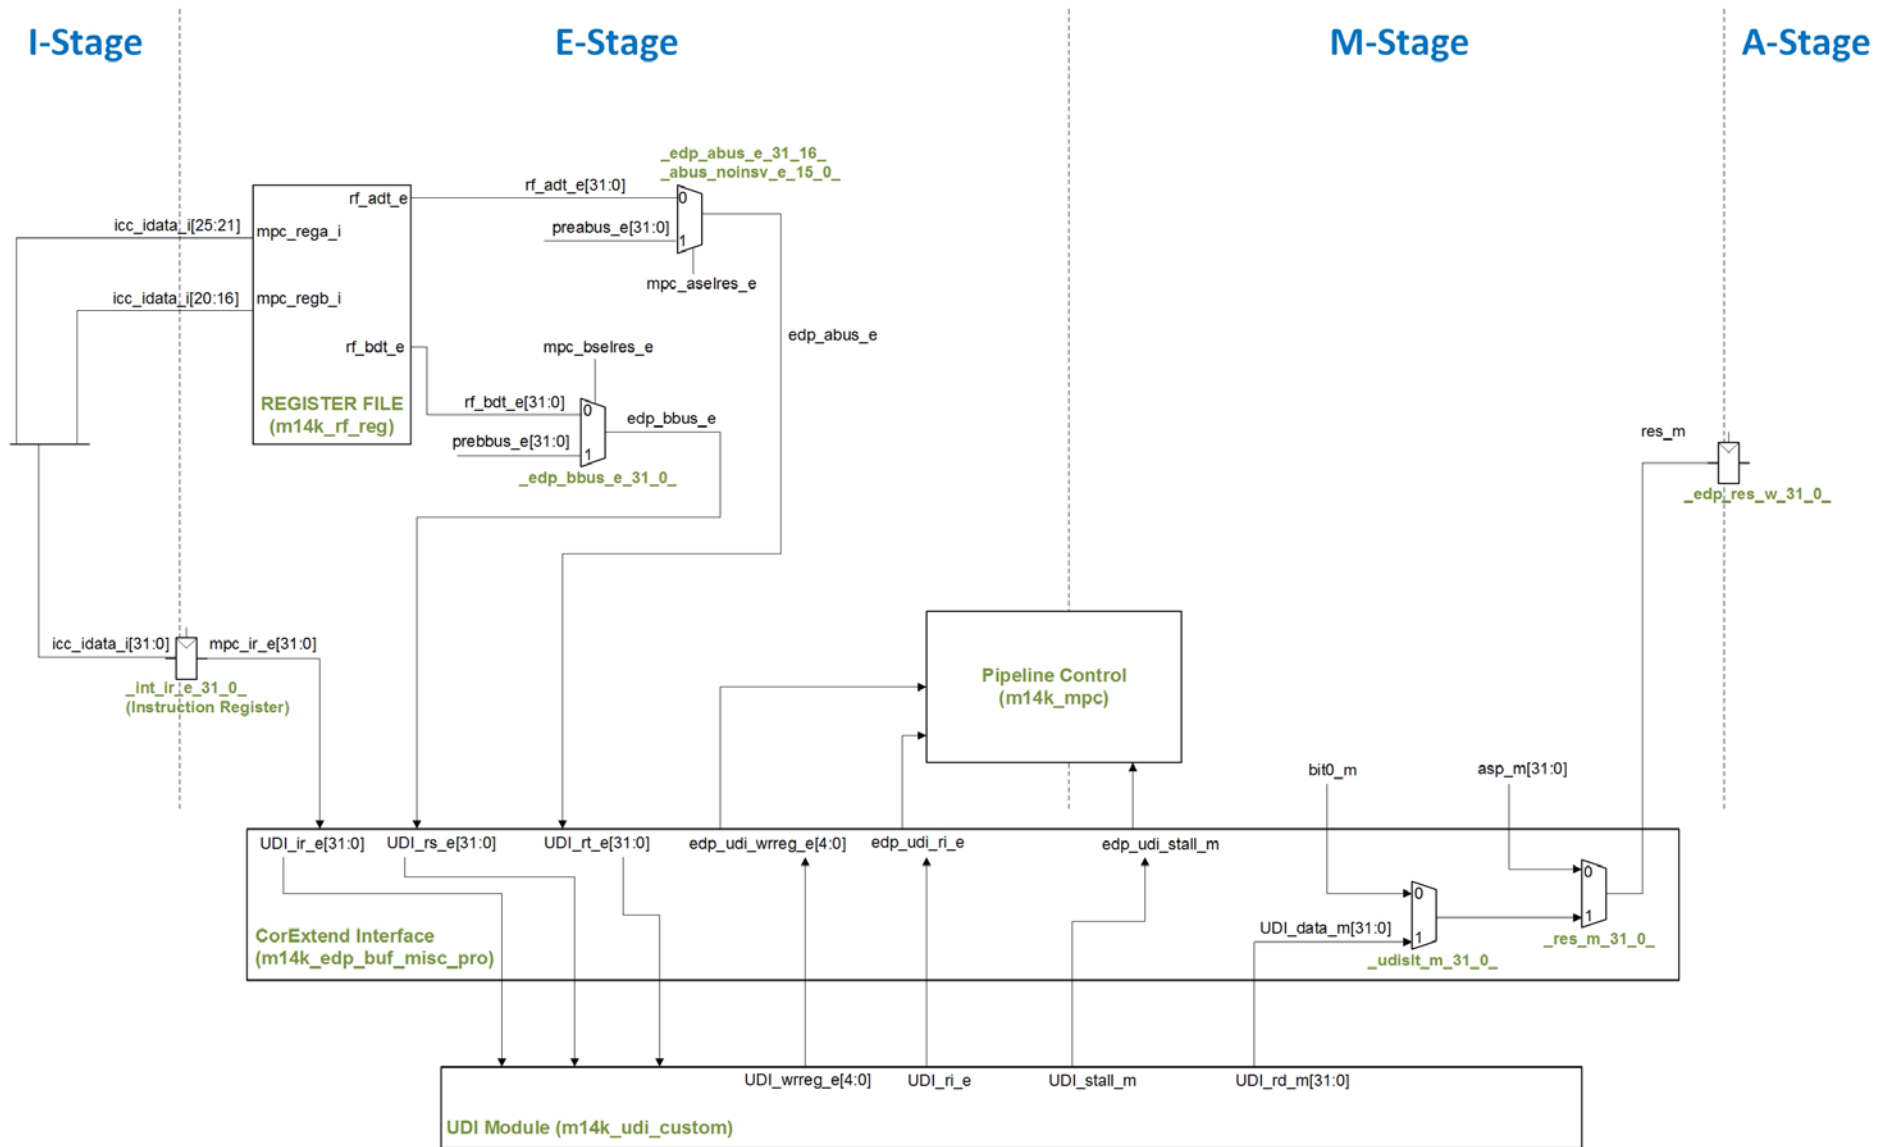 I-Stage
E-Stage
M-Stage
A-Stage
_edp_abus_e_31_16_
_abus_noinsv_e_15_0_
rf_adt_e
rf_adt_e[31:0]
0
icc_idata_i[25:21]
mpc_rega_i
preabus_e[31:0]
1
mpc_aselres_e
icc_idata_i[20:16]
mpc_regb_i
edp_abus_e
rf_bdt_e
mpc_bselres_e
REGISTER FILE
(m14k_rf_reg)
rf_bdt_e[31:0]
0
edp_bbus_e
prebbus_e[31:0]
1
_edp_bbus_e_31_0_
res_m
_edp_res_w_31_0_
icc_idata_i[31:0]
mpc_ir_e[31:0]
_int_ir_e_31_0_
(Instruction Register)
Pipeline Control
(m14k_mpc)
bit0_m
asp_m[31:0]
UDI_ir_e[31:0]
UDI_rs_e[31:0]
UDI_rt_e[31:0]
edp_udi_wrreg_e[4:0]
edp_udi_ri_e
edp_udi_stall_m
0
1
_res_m_31_0_
0
UDI_data_m[31:0]
1
_udislt_m_31_0_
CorExtend Interface
(m14k_edp_buf_misc_pro)
UDI_wrreg_e[4:0]
UDI_ri_e
UDI_stall_m
UDI_rd_m[31:0]
UDI Module (m14k_udi_custom)